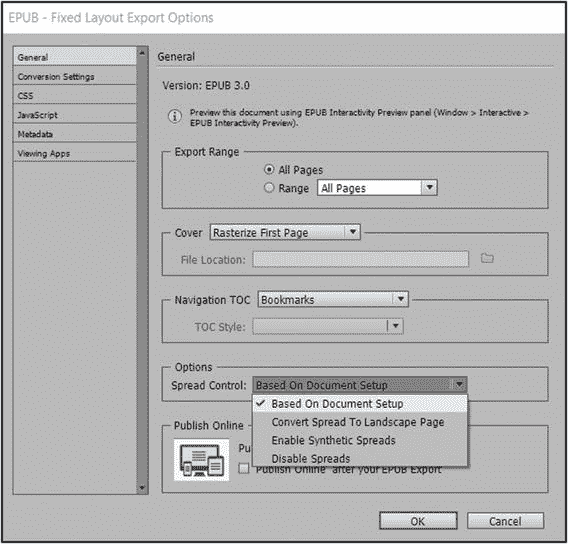 EPUB - Fixed Layout Export Options
General
Conversion Settings
CSS
JavaScript
Metadata
Viewing Apps
General
Version: EPUB 3.0
Preview this document using EPUB Interactivity Preview panel (Window > Interactive >
EPUB Interactivity Preview).
Export Range
All Pages
Range All Pages
Cover Rasterize First Page
File Location:
Navigation TOC Bookmarks
TOC Style:
Options
Spread Control: Based On Document Setup
Based On Document Setup
Convert Spread To Landscape Page
Enable Synthetic Spreads
Disable Spreads
Publish Online
Pu
"Publish Online" after your EPUB Export
OK Cancel